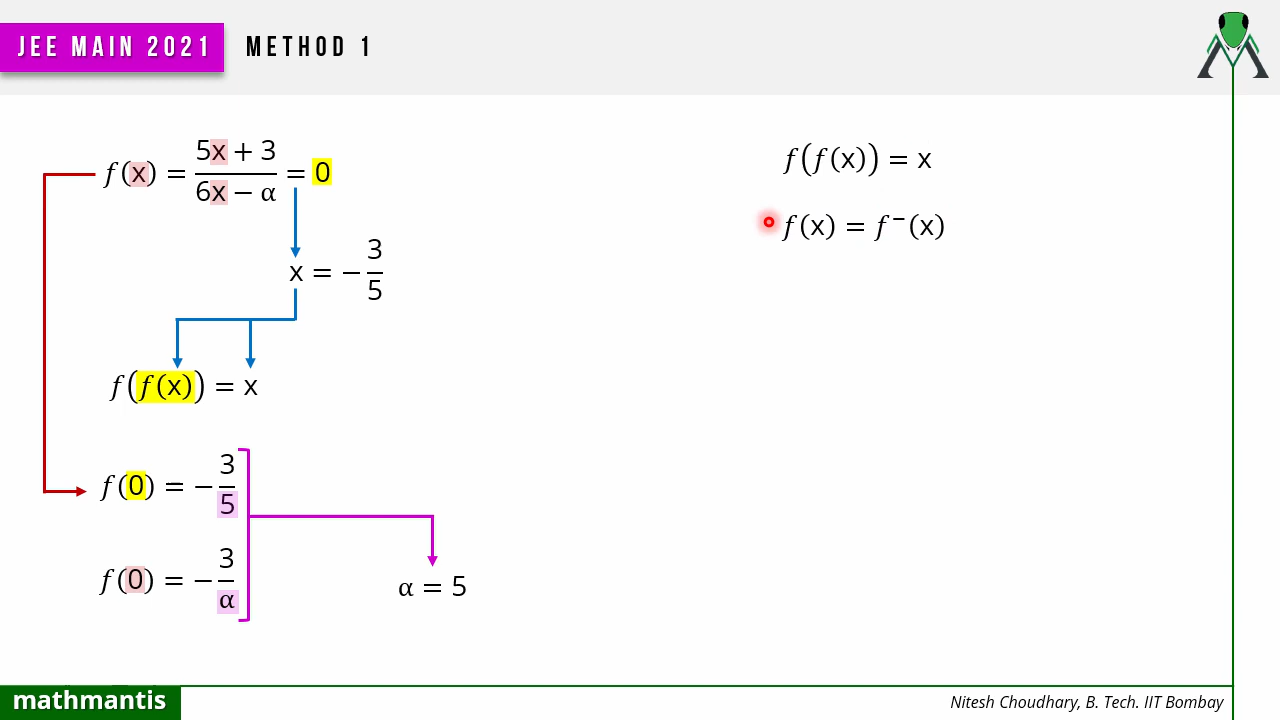 JEE MAIN 2021 METHOD 1
f(x) = (5x + 3)/(6x − α) = 0
x = −3/5
f(f(x)) = x
f(0) = −3/5
f(0) = −3/α
α = 5
f(f(x)) = x
f(x) = f⁻(x)
mathmantis
Nitesh Choudhary, B. Tech. IIT Bombay